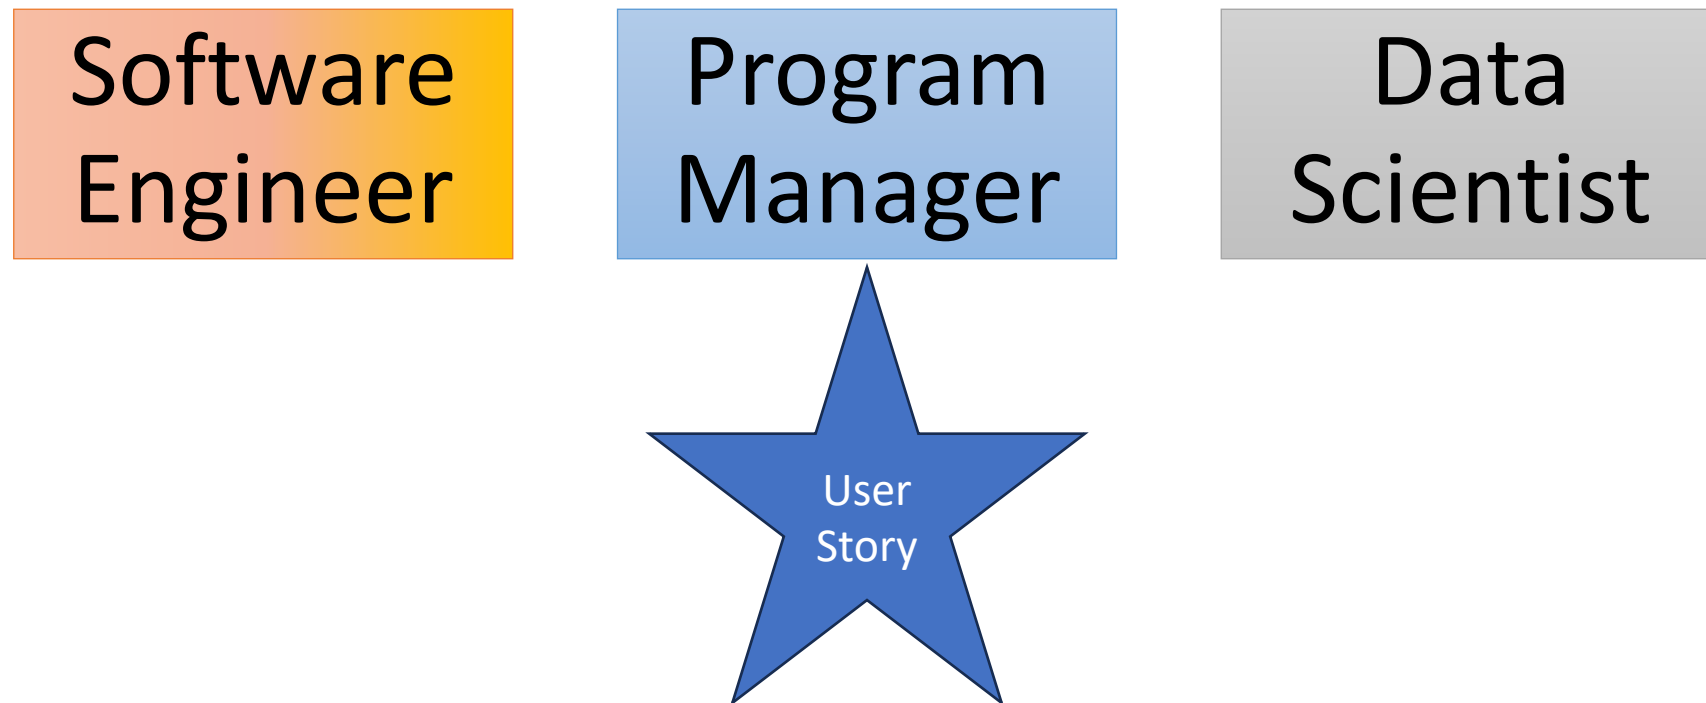 Software
Engineer
Program
Manager
Data
Scientist
User
Story